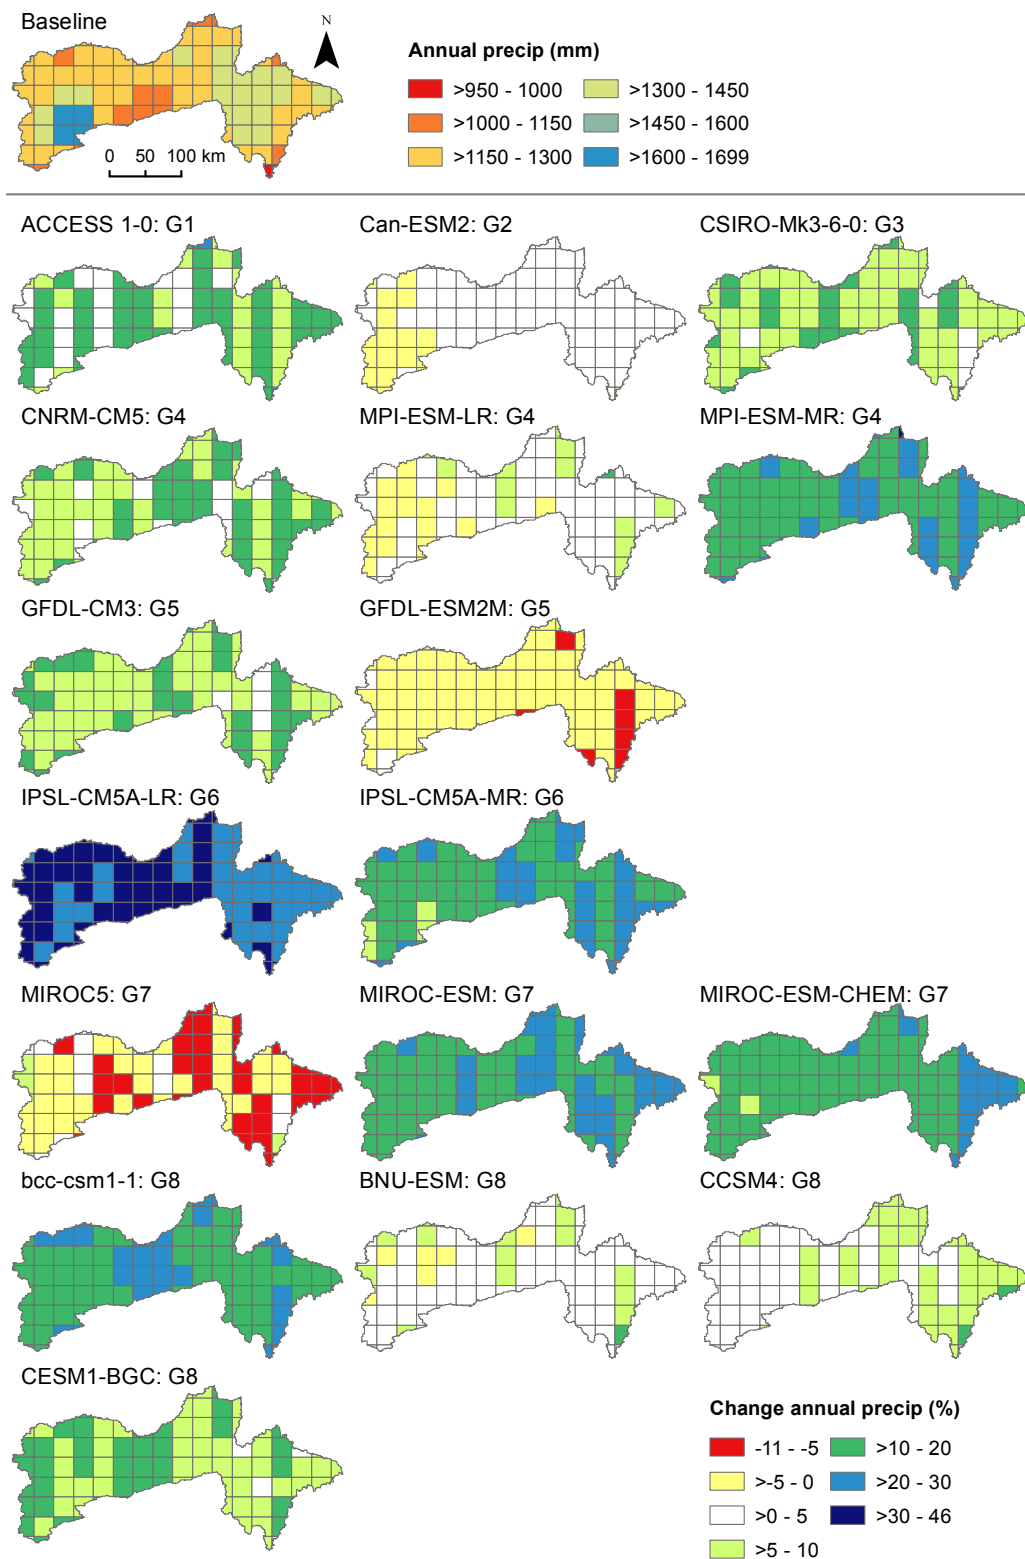 Baseline
N
0 50 100 km
Annual precip (mm)
>950 - 1000 >1300 - 1450
>1000 - 1150 >1450 - 1600
>1150 - 1300 >1600 - 1699
ACCESS 1-0: G1 Can-ESM2: G2 CSIRO-Mk3-6-0: G3
CNRM-CM5: G4 MPI-ESM-LR: G4 MPI-ESM-MR: G4
GFDL-CM3: G5 GFDL-ESM2M: G5
IPSL-CM5A-LR: G6 IPSL-CM5A-MR: G6
MIROC5: G7 MIROC-ESM: G7 MIROC-ESM-CHEM: G7
bcc-csm1-1: G8 BNU-ESM: G8 CCSM4: G8
CESM1-BGC: G8
Change annual precip (%)
-11 - -5 >10 - 20
>-5 - 0 >20 - 30
>0 - 5 >30 - 46
>5 - 10